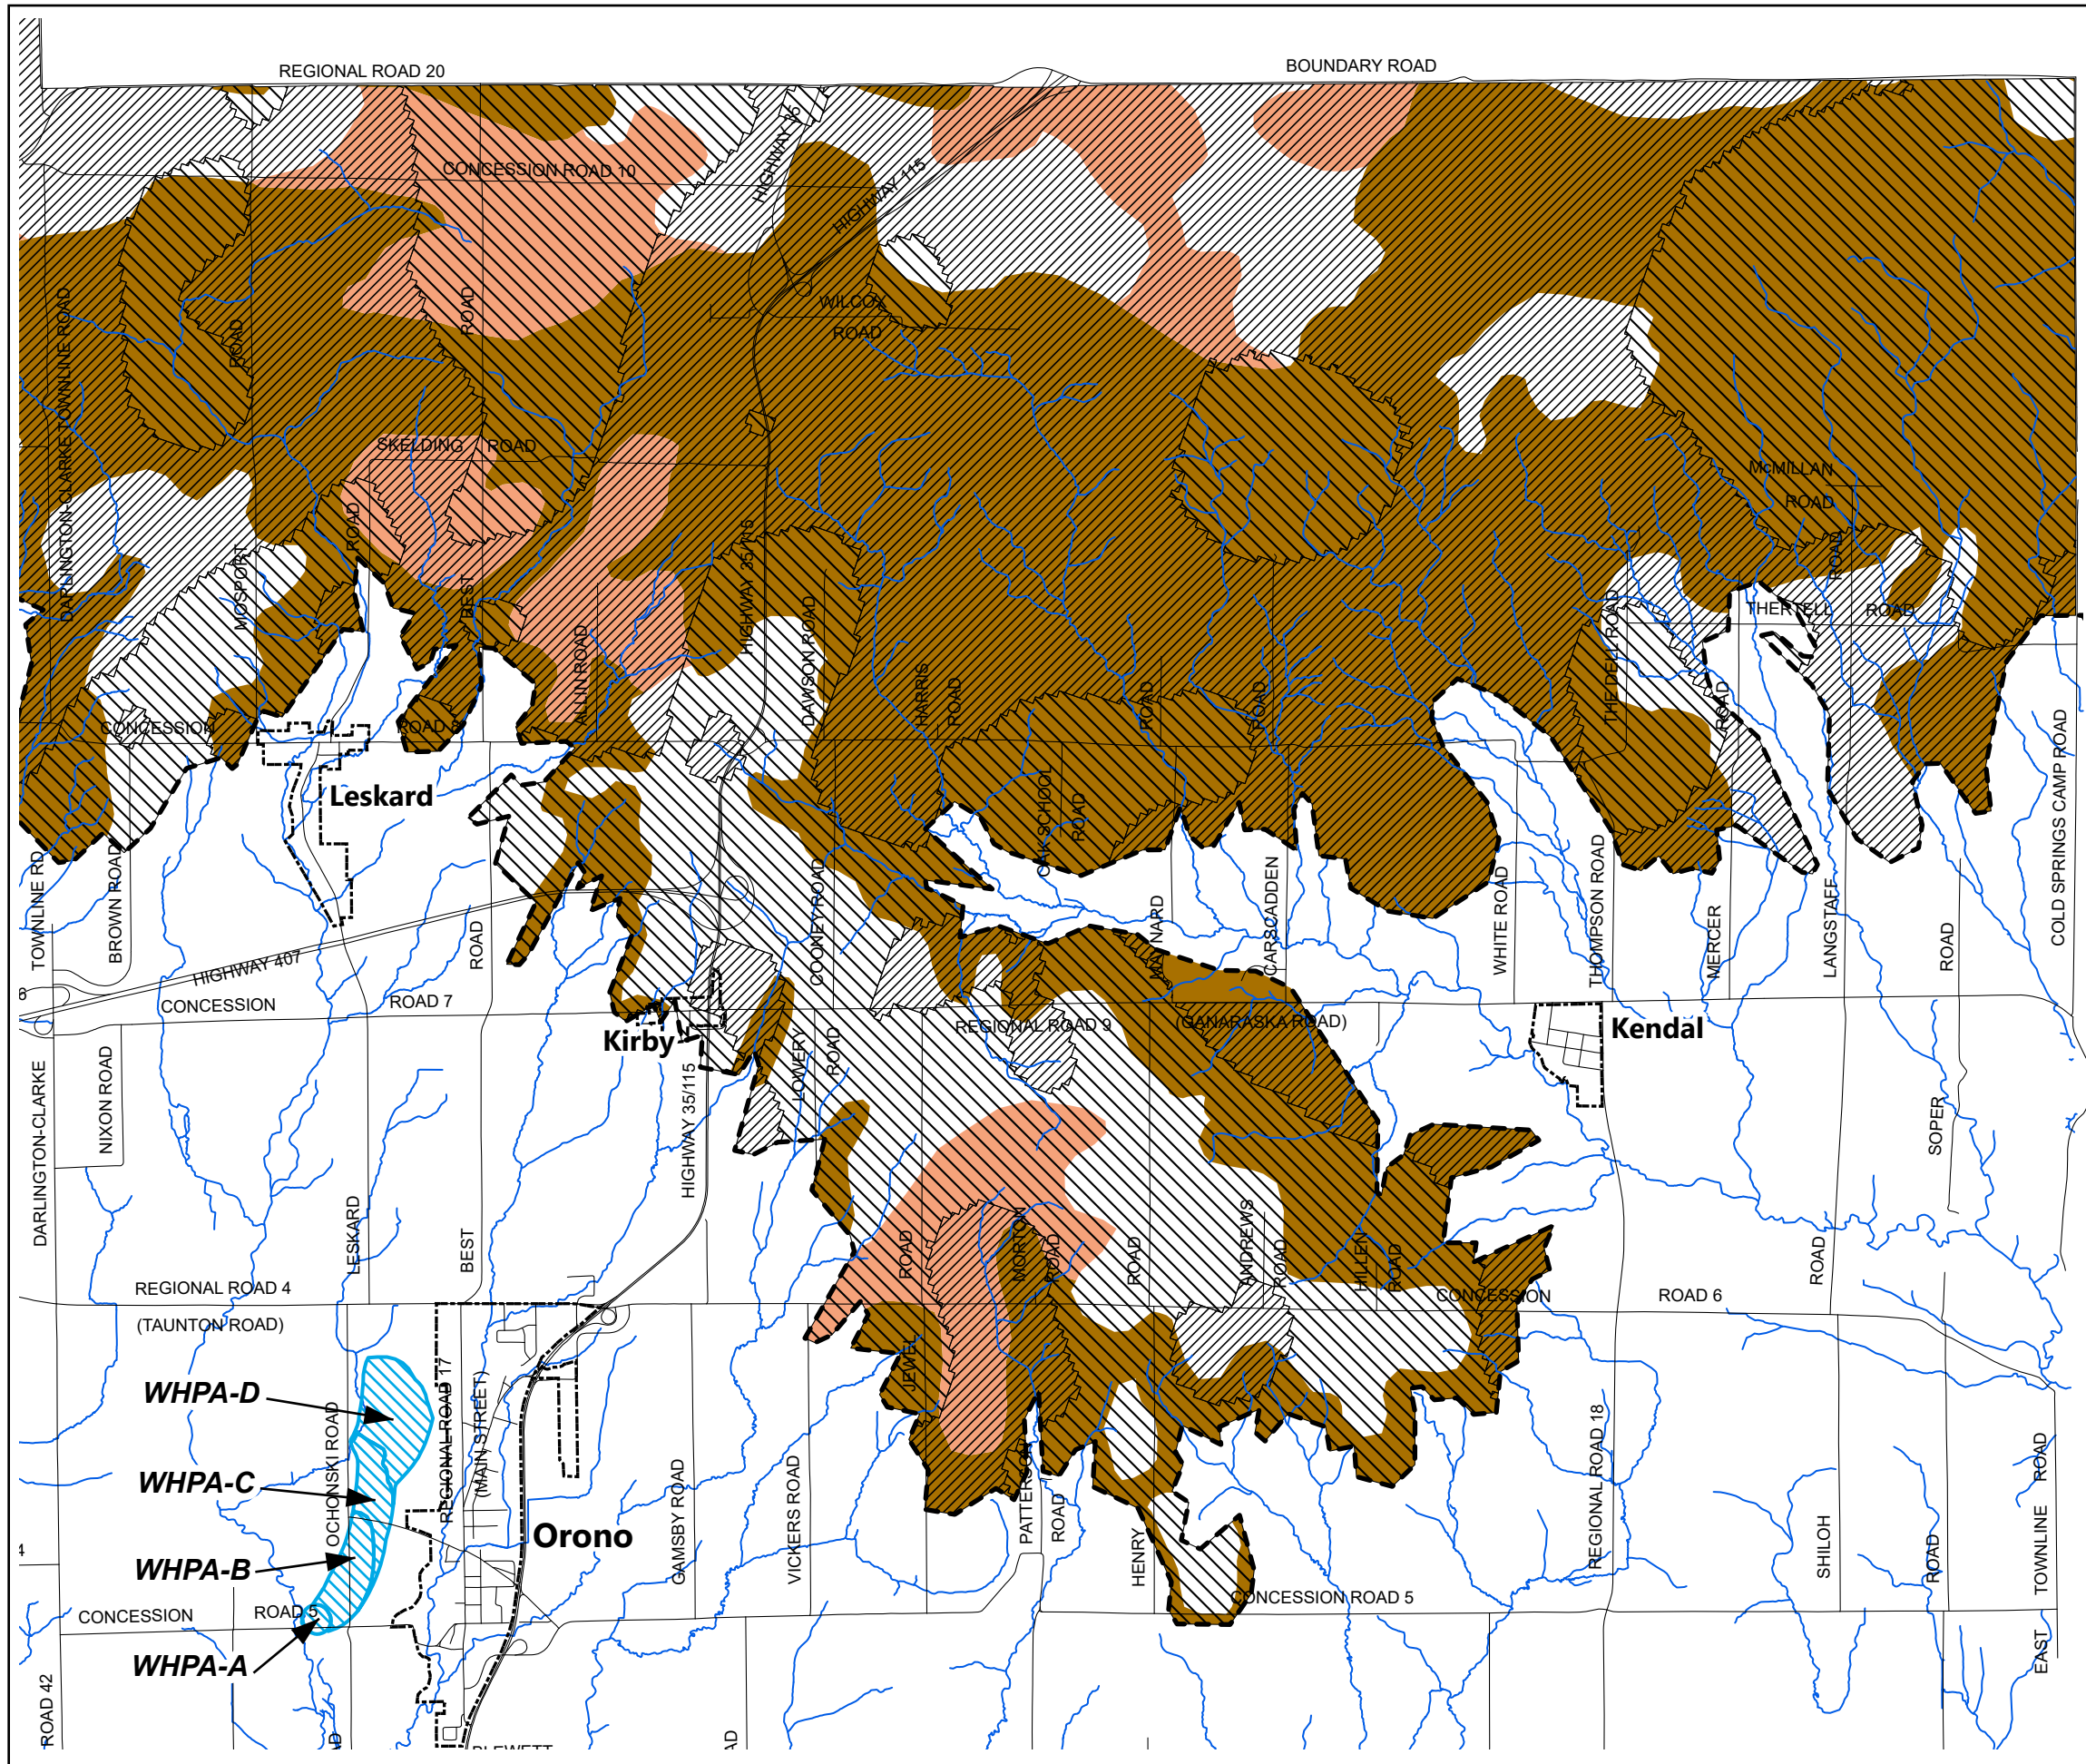 REGIONAL ROAD 20
BOUNDARY ROAD
HIGHWAY 35
CONCESSION ROAD 10
HIGHWAY 115
WILCOX
ROAD
DARLINGTON-CLARKE TOWNLINE ROAD
ROAD
ROAD
SKELDING ROAD
McMILLAN
ROAD
ROAD
MOSPORT
BEST
HIGHWAY 35/115
ROAD
THERTELL ROAD
ALLIN ROAD
DAWSON ROAD
HARRIS
ROAD
ROAD
ROAD
THE DELL ROAD
ROAD
CONCESSION ROAD 8
Leskard
OAK SCHOOL
ROAD
TOWNLINE RD
BROWN ROAD
ROAD
COONEY ROAD
MAYNARD
CARSCADDEN
WHITE ROAD
THOMPSON ROAD
MERCER
LANGSTAFF
ROAD
COLD SPRINGS CAMP ROAD
HIGHWAY 407
6
CONCESSION ROAD 7
Kirby
REGIONAL ROAD 9 (GANARASKA ROAD)
Kendal
DARLINGTON-CLARKE
NIXON ROAD
HIGHWAY 35/115
LOWERY
ROAD
SOPER
LESKARD
BEST
ROAD
MORTON
ROAD
ROAD
ANDREWS
ROAD
HILLEN
ROAD
ROAD
REGIONAL ROAD 4
(TAUNTON ROAD)
CONCESSION ROAD 6
WHPA-D
OCHONSKI ROAD
REGIONAL ROAD 17
(MAIN STREET)
JEWEL
WHPA-C
Orono
GAMSBY ROAD
VICKERS ROAD
PATTERSON
ROAD
HENRY
REGIONAL ROAD 18
SHILOH
ROAD
EAST TOWNLINE ROAD
4
WHPA-B
CONCESSION ROAD 5
CONCESSION ROAD 5
WHPA-A
ROAD 42